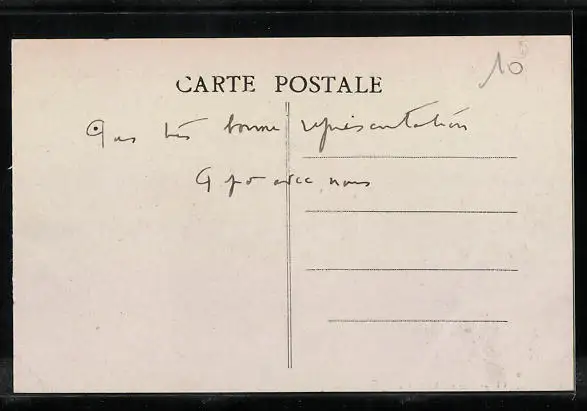 10
CARTE POSTALE
Pas très bonne représentation
avec nous